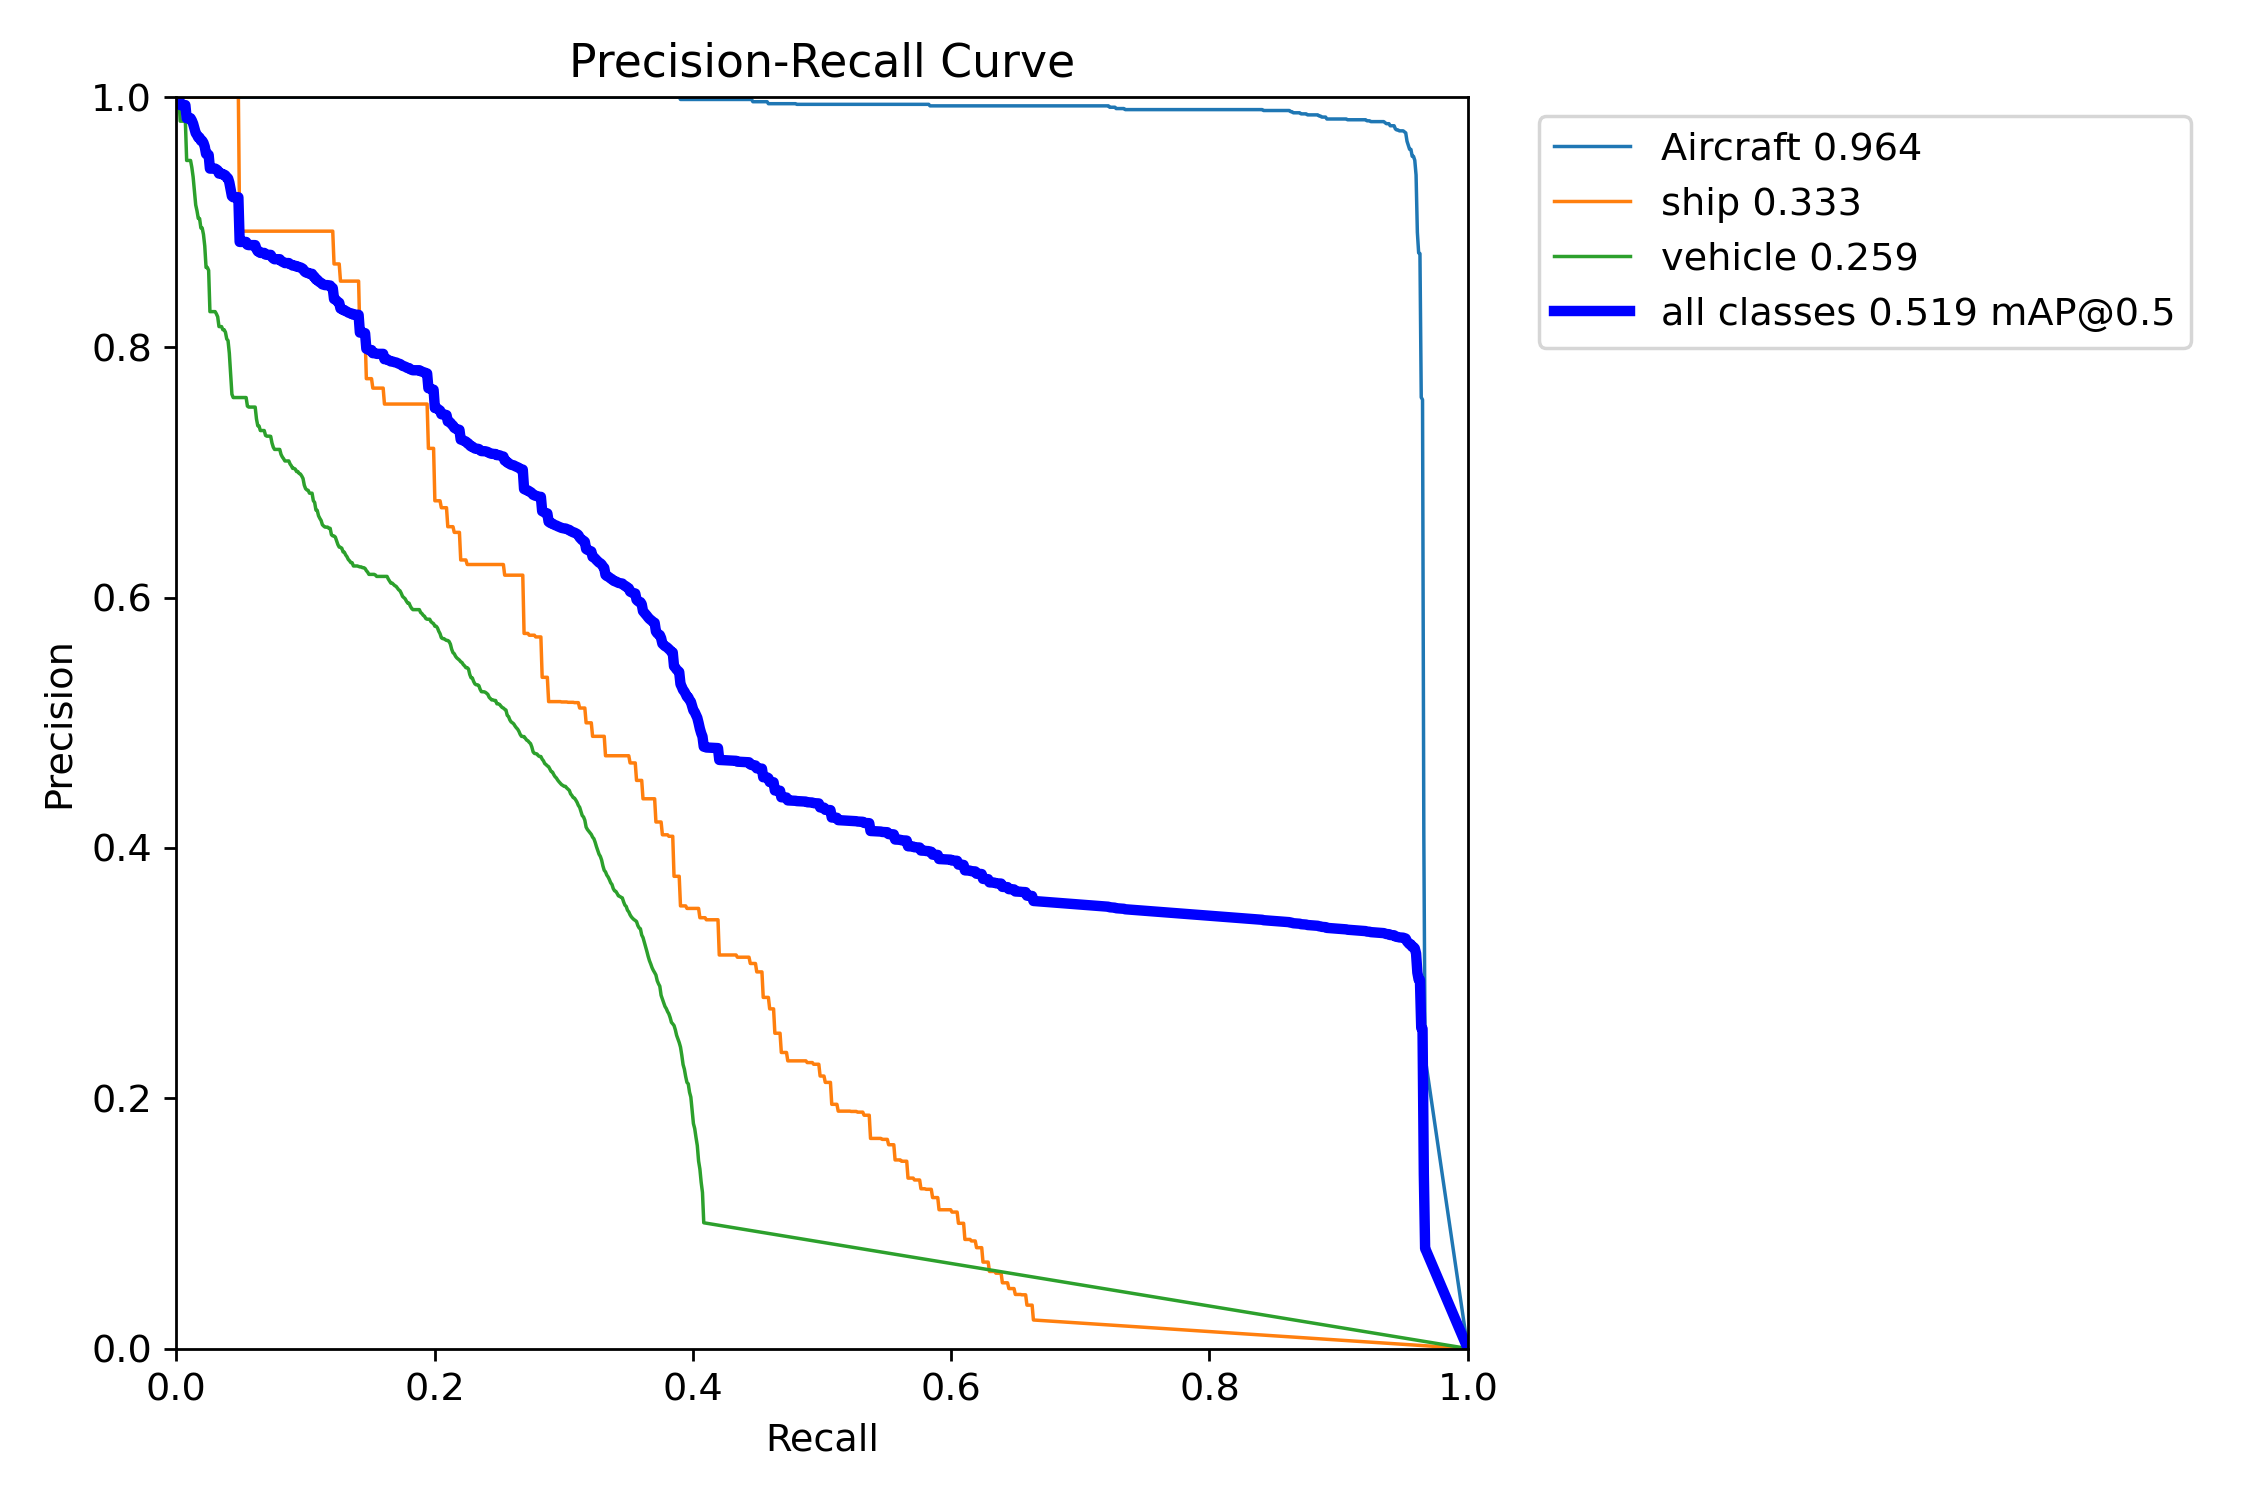 Precision-Recall Curve
1.0
0.8
0.6
0.4
0.2
0.0
Precision
0.0 0.2 0.4 0.6 0.8 1.0
Recall
Aircraft 0.964
ship 0.333
vehicle 0.259
all classes 0.519 mAP@0.5